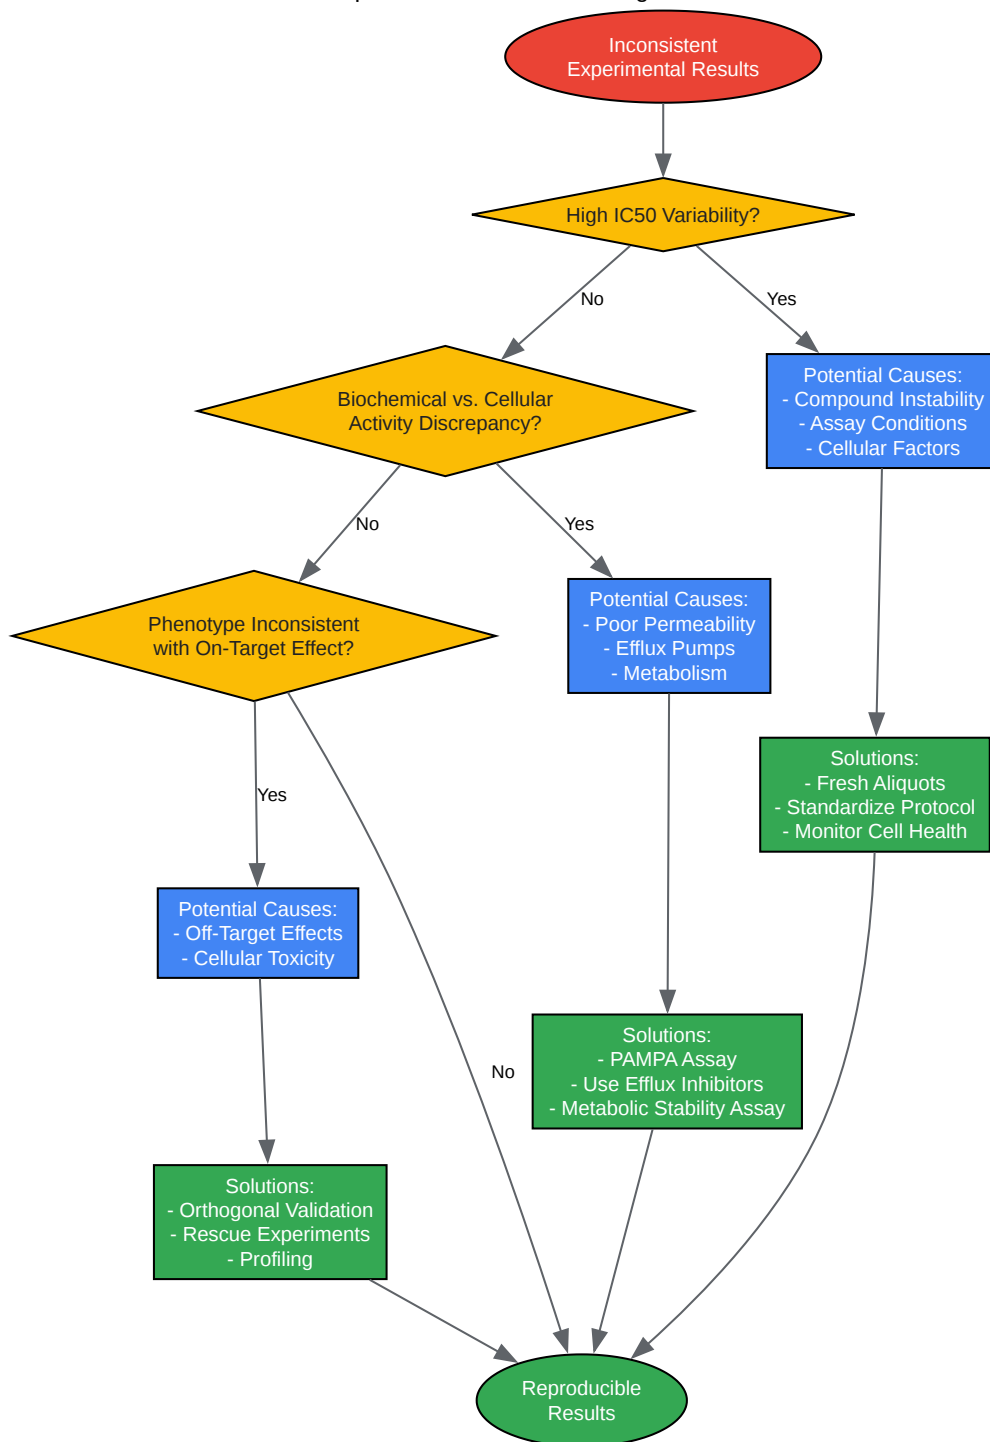 Inconsistent
Experimental Results
High IC50 Variability?
No
Yes
Biochemical vs. Cellular
Activity Discrepancy?
Potential Causes:
- Compound Instability
- Assay Conditions
- Cellular Factors
No
Yes
Phenotype Inconsistent
with On-Target Effect?
Potential Causes:
- Poor Permeability
- Efflux Pumps
- Metabolism
Solutions:
- Fresh Aliquots
- Standardize Protocol
- Monitor Cell Health
Yes
Potential Causes:
- Off-Target Effects
- Cellular Toxicity
No
Solutions:
- PAMPA Assay
- Use Efflux Inhibitors
- Metabolic Stability Assay
Solutions:
- Orthogonal Validation
- Rescue Experiments
- Profiling
Reproducible
Results